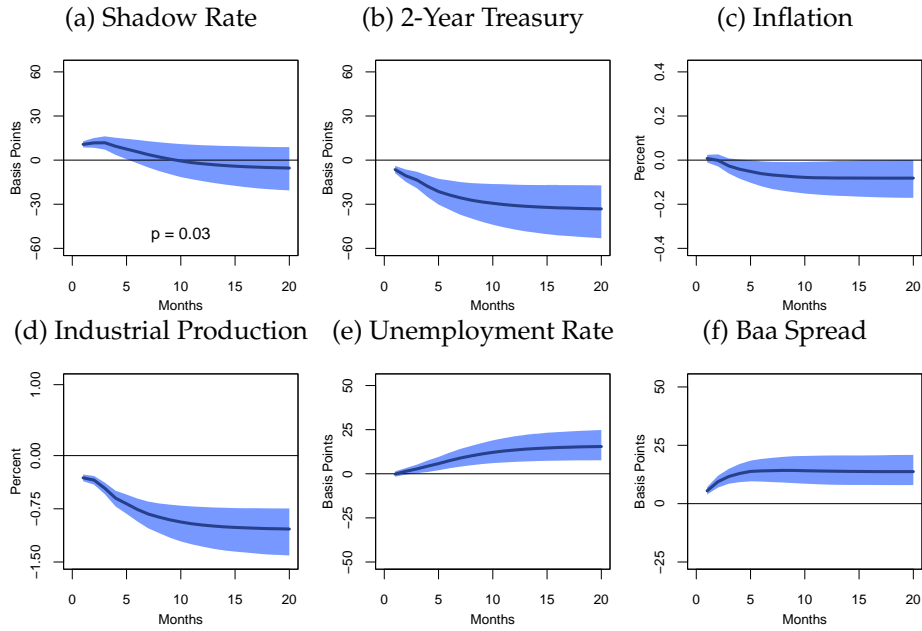 (a) Shadow Rate
(b) 2-Year Treasury
(c) Inflation
Basis Points
60
30
0
−30
−60
p = 0.03
0 5 10 15 20
Months
Basis Points
60
30
0
−30
−60
0 5 10 15 20
Months
Percent
0.4
0.2
0.0
−0.2
−0.4
0 5 10 15 20
Months
(d) Industrial Production
(e) Unemployment Rate
(f) Baa Spread
Percent
1.00
0.00
−0.75
−1.50
0 5 10 15 20
Months
Basis Points
50
25
0
−25
−50
0 5 10 15 20
Months
Basis Points
50
25
0
−25
0 5 10 15 20
Months